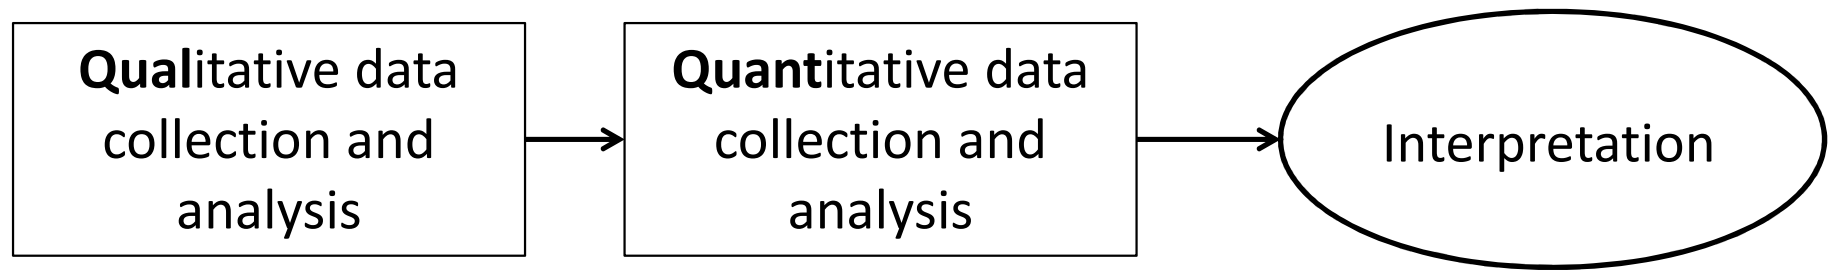 Qualitative data
collection and
analysis
Quantitative data
collection and
analysis
Interpretation